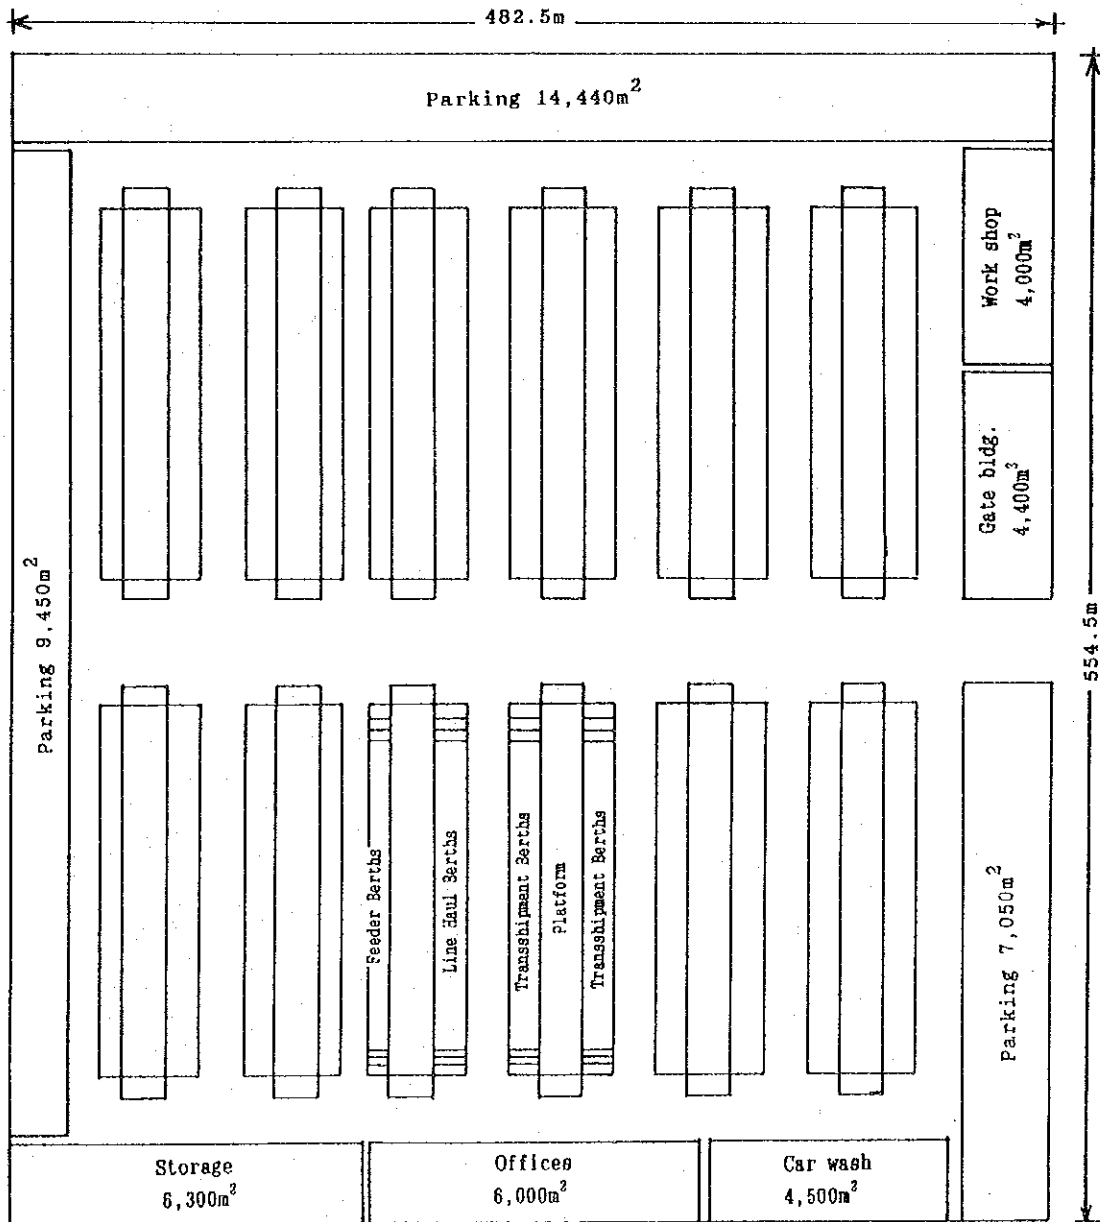 482.5m
Parking 14,440m²
Work shop
4,000m²
Gate bldg.
4,400m³
554.5m
Parking 9,450m²
Feeder Berths
Line Haul Berths
Transshipment Berths
Platform
Transshipment Berths
Parking 7,050m²
Storage
6,300m²
Offices
6,000m²
Car wash
4,500m²